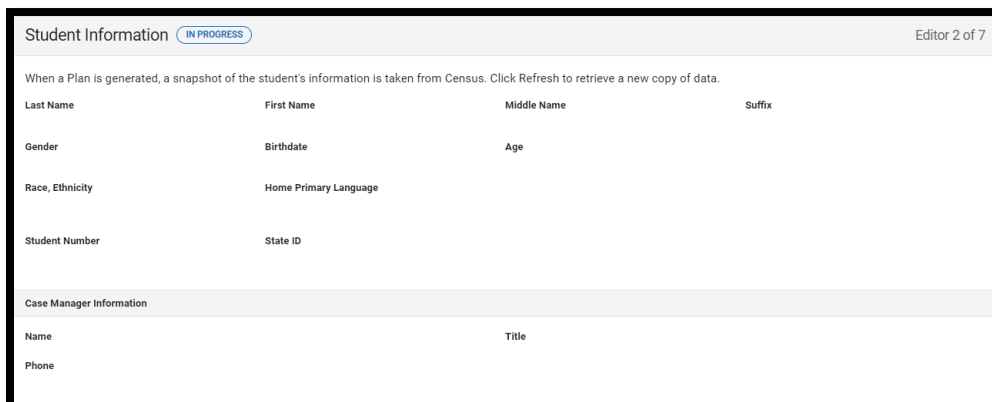 Student Information IN PROGRESS Editor 2 of 7
When a Plan is generated, a snapshot of the student's information is taken from Census. Click Refresh to retrieve a new copy of data.
Last Name First Name Middle Name Suffix
Gender Birthdate Age
Race, Ethnicity Home Primary Language
Student Number State ID
Case Manager Information
Name Title
Phone